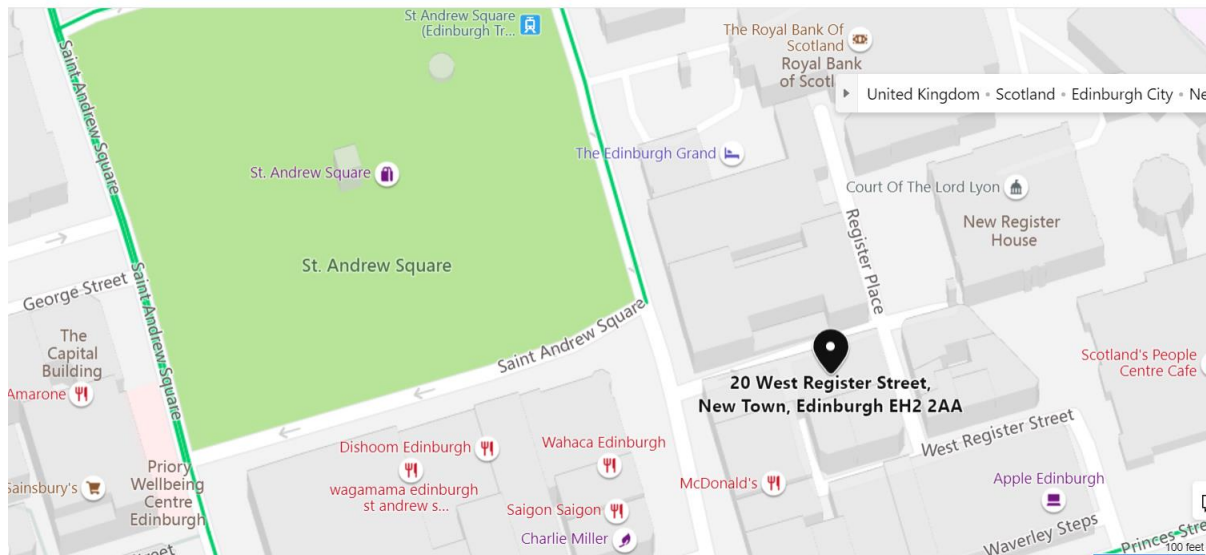 St Andrew Square
(Edinburgh Tr...
The Royal Bank Of
Scotland
Royal Bank
of Scotl
United Kingdom • Scotland • Edinburgh City • Ne
Saint Andrew Square
St. Andrew Square
The Edinburgh Grand
Court Of The Lord Lyon
New Register
House
Register Place
St. Andrew Square
George Street
Saint Andrew Square
Saint Andrew Square
The
Capital
Building
Amarone
Scotland's People
Centre Cafe
20 West Register Street,
New Town, Edinburgh EH2 2AA
West Register Street
Dishoom Edinburgh
Wahaca Edinburgh
wagamama edinburgh
st andrew s...
McDonald's
Apple Edinburgh
Sainsbury's
Priory
Wellbeing
Centre
Edinburgh
Saigon Saigon
Charlie Miller
Waverley Steps
Princes Stre
100 feet